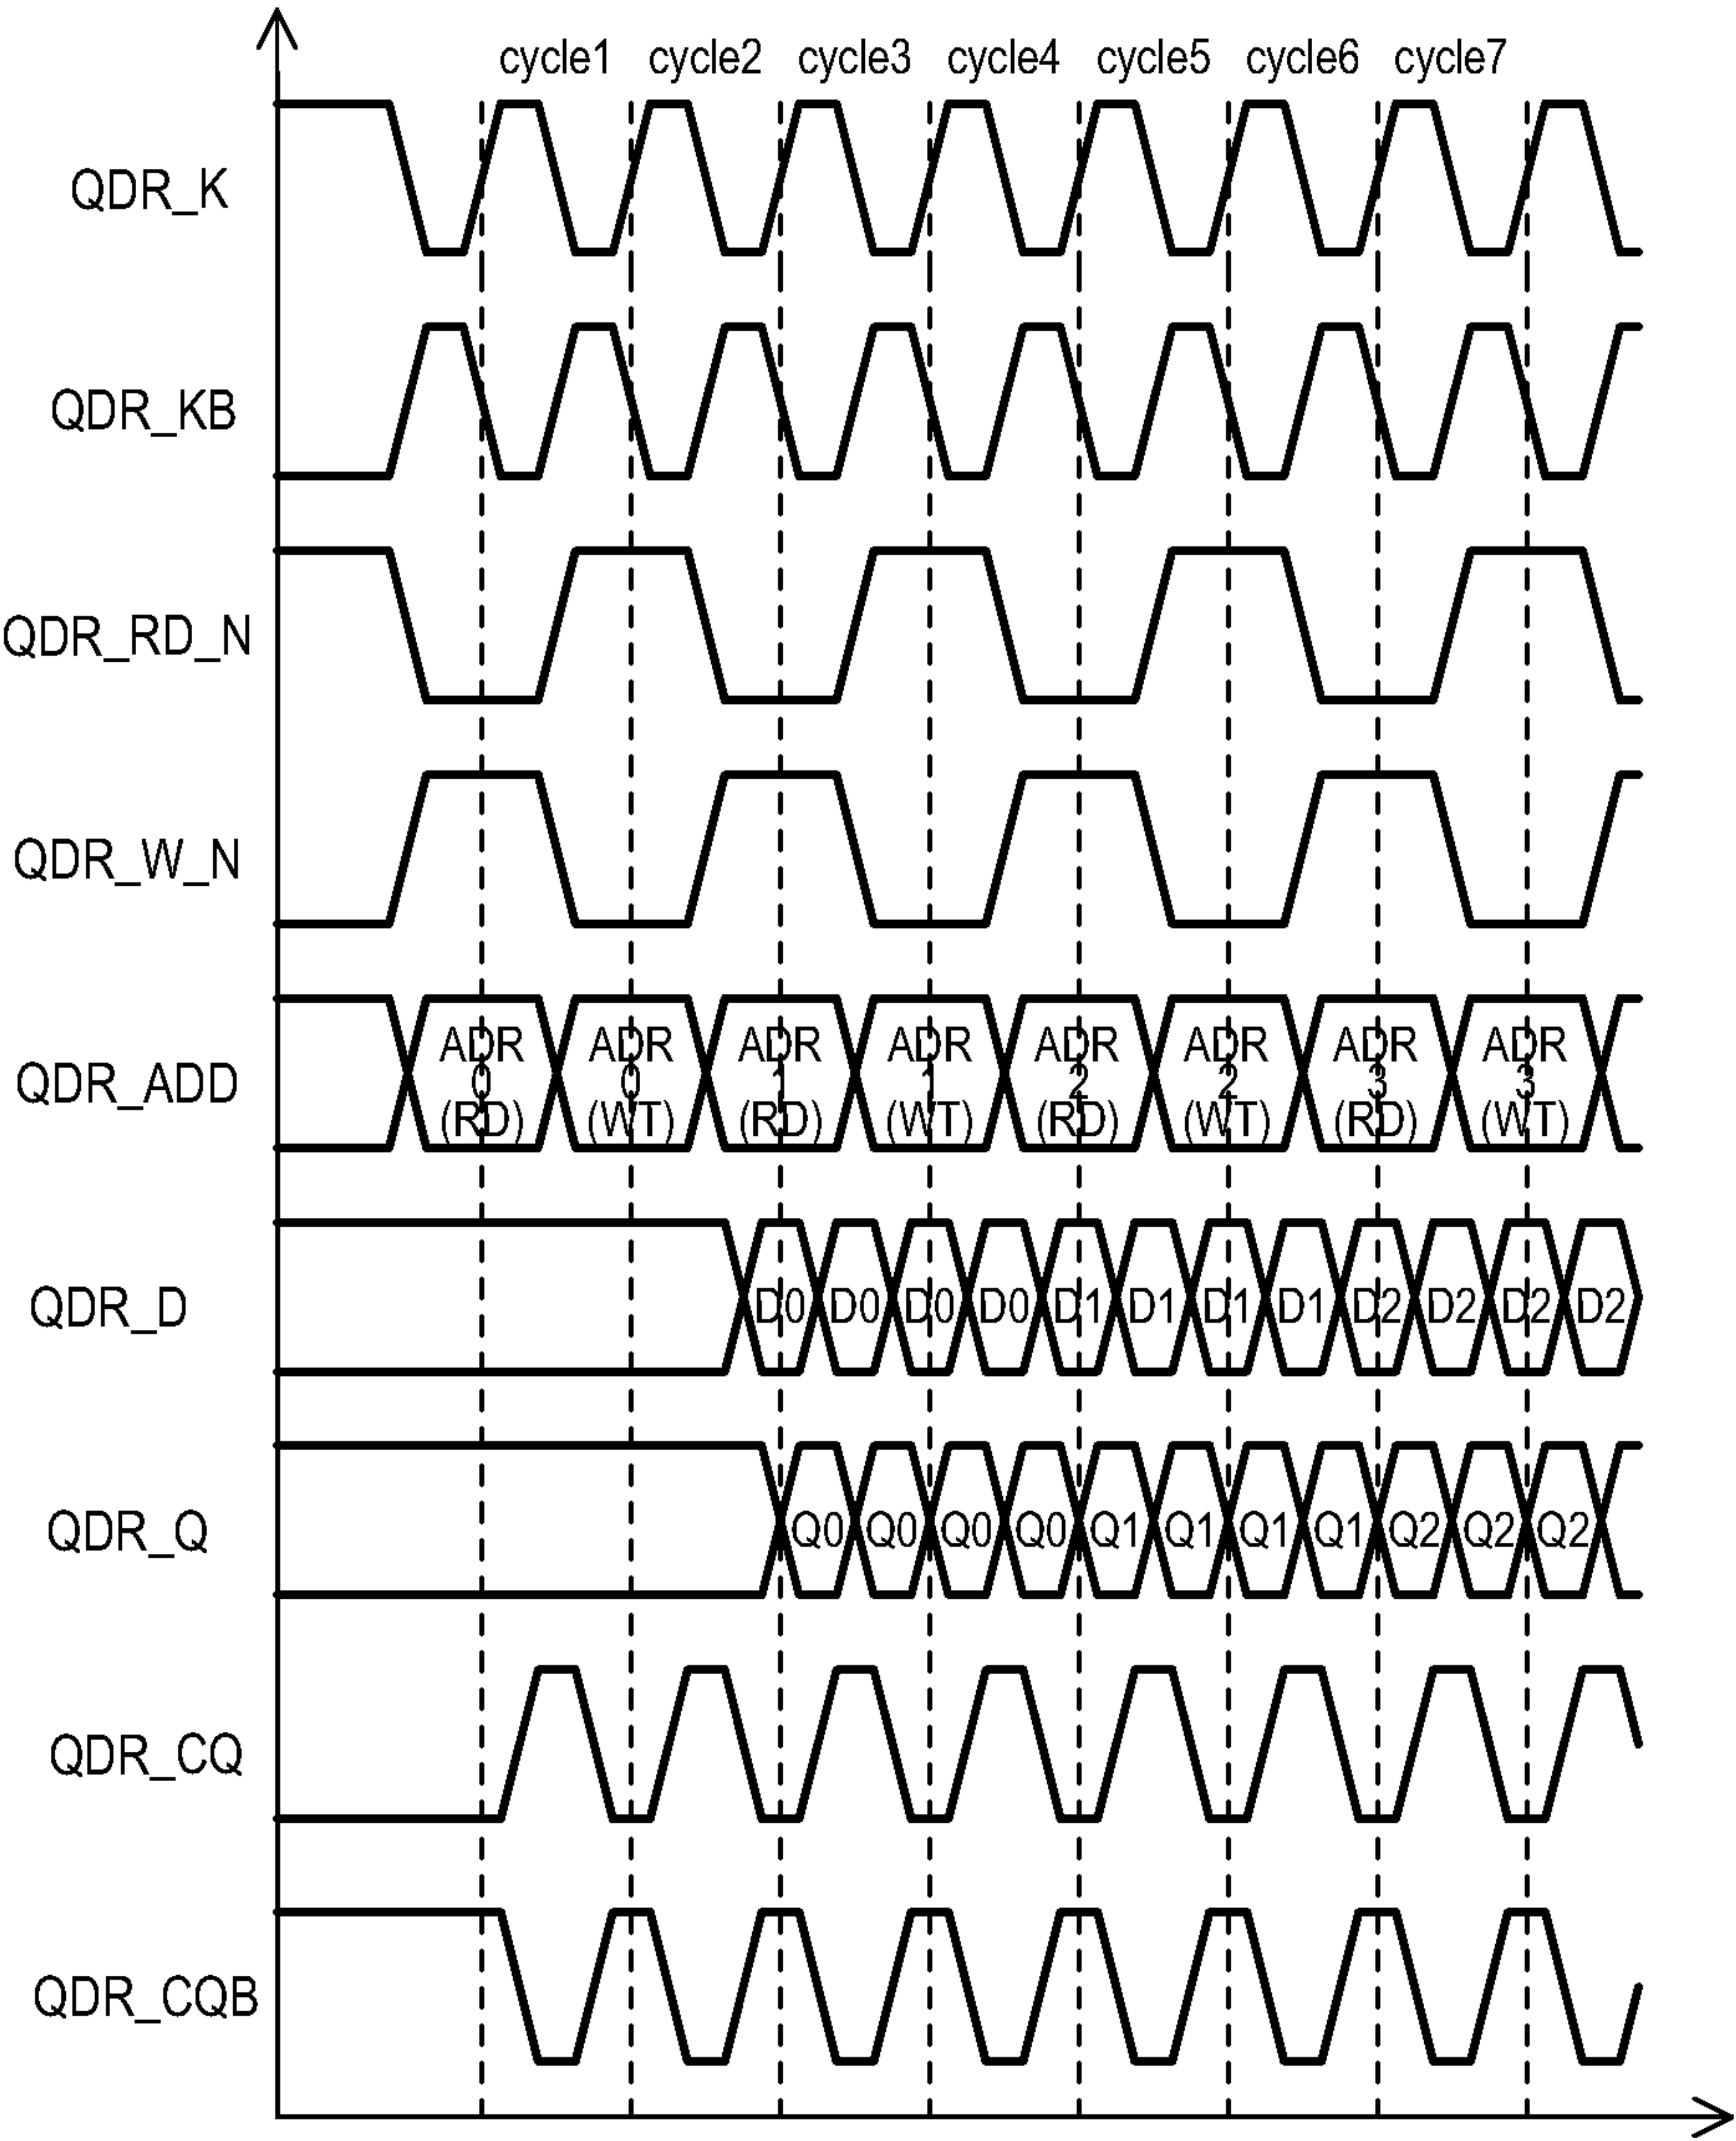 cycle1 cycle2 cycle3 cycle4 cycle5 cycle6 cycle7
QDR_K
QDR_KB
QDR_RD_N
QDR_W_N
ADR ADR ADR ADR ADR ADR ADR ADR
0 0 1 1 2 2 3 3
QDR_ADD
(RD) (WT) (RD) (WT) (RD) (WT) (RD) (WT)
QDR_D D0 D0 D0 D0 D1 D1 D1 D1 D2 D2 D2 D2
QDR_Q Q0 Q0 Q0 Q0 Q1 Q1 Q1 Q1 Q2 Q2 Q2
QDR_CQ
QDR_CQB